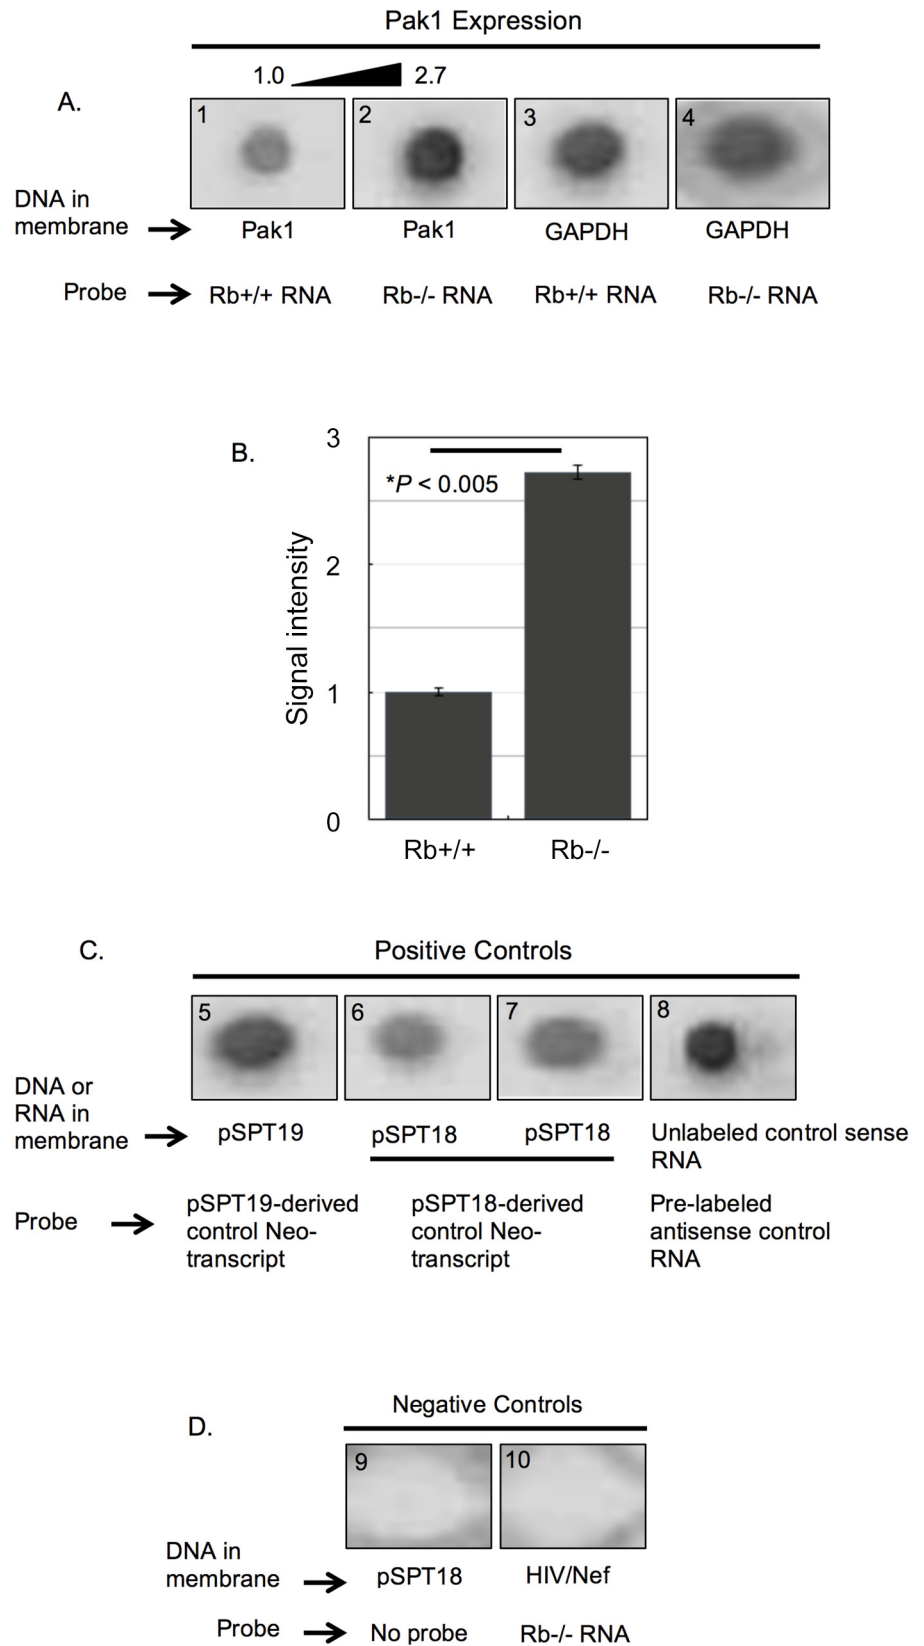 Pak1 Expression
1.0 2.7
A.
1 2 3 4
DNA in
membrane
Pak1 Pak1 GAPDH GAPDH
Probe Rb+/+ RNA Rb-/- RNA Rb+/+ RNA Rb-/- RNA
B.
3
*P < 0.005
2
Signal intensity
1
0
Rb+/+ Rb-/-
C.
Positive Controls
5 6 7 8
DNA or
RNA in
membrane
pSPT19 pSPT18 pSPT18 Unlabeled control sense
RNA
Probe
pSPT19-derived
control Neo-
transcript
pSPT18-derived
control Neo-
transcript
Pre-labeled
antisense control
RNA
D.
Negative Controls
9 10
DNA in
membrane
pSPT18 HIV/Nef
Probe No probe Rb-/- RNA